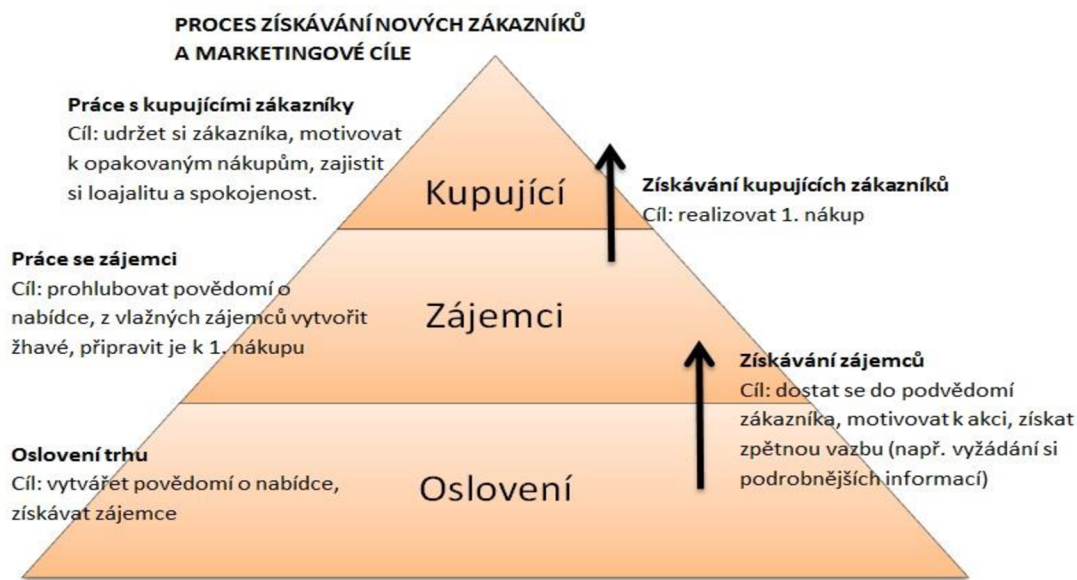 PROCES ZÍSKÁVÁNÍ NOVÝCH ZÁKAZNÍKŮ
A MARKETINGOVÉ CÍLE
Práce s kupujícími zákazníky
Cíl: udržet si zákazníka, motivovat
k opakovaným nákupům, zajistit
si loajalitu a spokojenost.
Kupující
Získávání kupujících zákazníků
Cíl: realizovat 1. nákup
Práce se zájemci
Cíl: prohlubovat povědomí o
nabídce, z vlažných zájemců vytvořit
žhavé, připravit je k 1. nákupu
Zájemci
Získávání zájemců
Cíl: dostat se do podvědomí
zákazníka, motivovat k akci, získat
zpětnou vazbu (např. vyžádání si
podrobnějších informací)
Oslovení trhu
Cíl: vytvářet povědomí o nabídce,
získávat zájemce
Oslovení